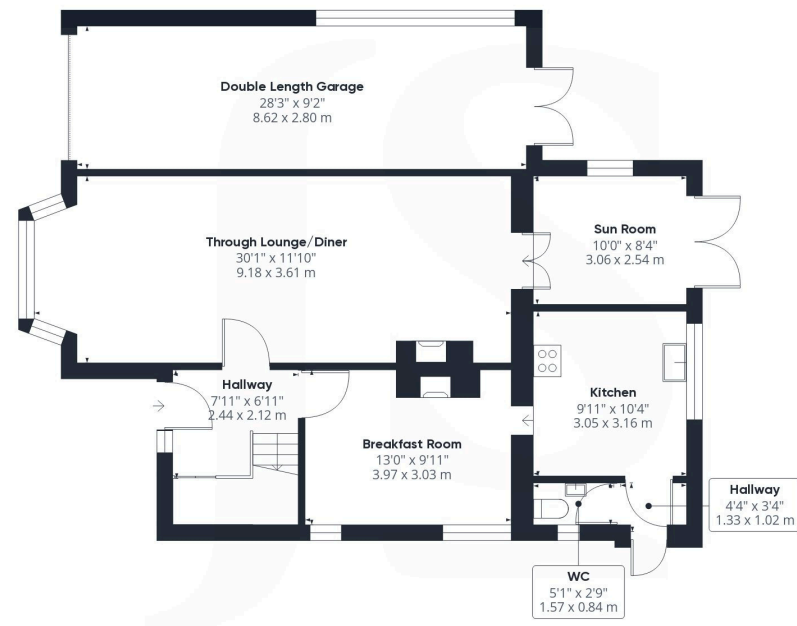 Double Length Garage
28'3" x 9'2"
8.62 x 2.80 m
Through Lounge/Diner
30'1" x 11'10"
9.18 x 3.61 m
Sun Room
10'0" x 8'4"
3.06 x 2.54 m
Hallway
7'11" x 6'11"
2.44 x 2.12 m
Kitchen
9'11" x 10'4"
3.05 x 3.16 m
Breakfast Room
13'0" x 9'11"
3.97 x 3.03 m
Hallway
4'4" x 3'4"
1.33 x 1.02 m
WC
5'1" x 2'9"
1.57 x 0.84 m